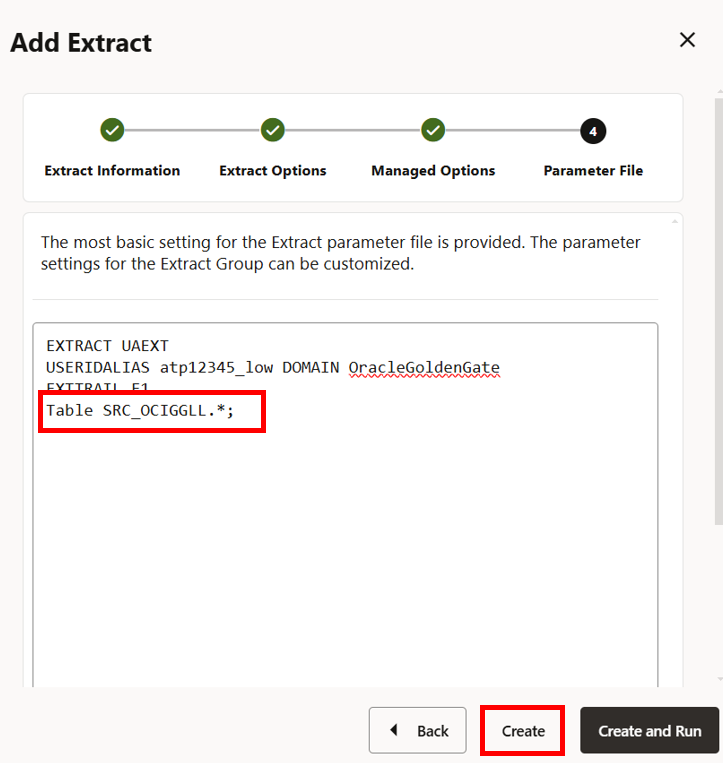 Add Extract
4
Extract Information
Extract Options
Managed Options
Parameter File
The most basic setting for the Extract parameter file is provided. The parameter
settings for the Extract Group can be customized.
EXTRACT UAEXT
USERIDALIAS atp12345_low DOMAIN OracleGoldenGate
EXTTRAIL E1
Table SRC_OCIGGLL.*;
Back
Create
Create and Run